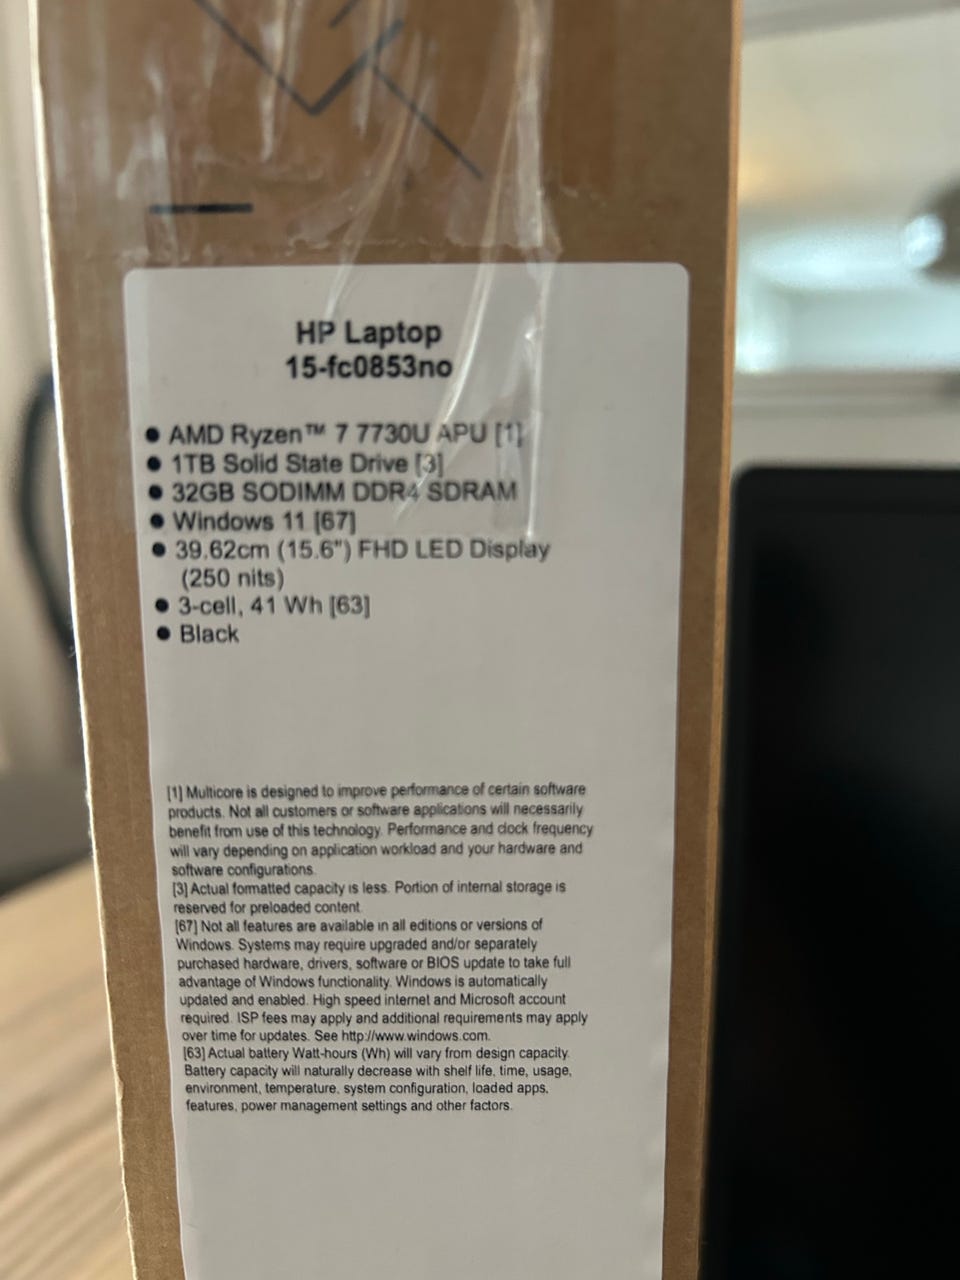 HP Laptop
15-fc0853no
● AMD Ryzen™ 7 7730U APU [1]
● 1TB Solid State Drive [3]
● 32GB SODIMM DDR4 SDRAM
● Windows 11 [67]
● 39.62cm (15.6") FHD LED Display
(250 nits)
● 3-cell, 41 Wh [63]
● Black
[1] Multicore is designed to improve performance of certain software
products. Not all customers or software applications will necessarily
benefit from use of this technology. Performance and clock frequency
will vary depending on application workload and your hardware and
software configurations.
[3] Actual formatted capacity is less. Portion of internal storage is
reserved for preloaded content.
[67] Not all features are available in all editions or versions of
Windows. Systems may require upgraded and/or separately
purchased hardware, drivers, software or BIOS update to take full
advantage of Windows functionality. Windows is automatically
updated and enabled. High speed internet and Microsoft account
required. ISP fees may apply and additional requirements may apply
over time for updates. See http://www.windows.com.
[63] Actual battery Watt-hours (Wh) will vary from design capacity.
Battery capacity will naturally decrease with shelf life, time, usage,
environment, temperature, system configuration, loaded apps,
features, power management settings and other factors.